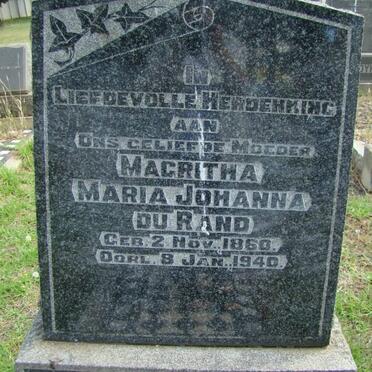 IN
LIEFDEVOLLE HERDENKING
AAN
ONS GELIEFDE MOEDER
MAGRITHA
MARIA JOHANNA
DU RAND
GEB. 2 NOV. 1860.
OORL. 8 JAN. 1940.